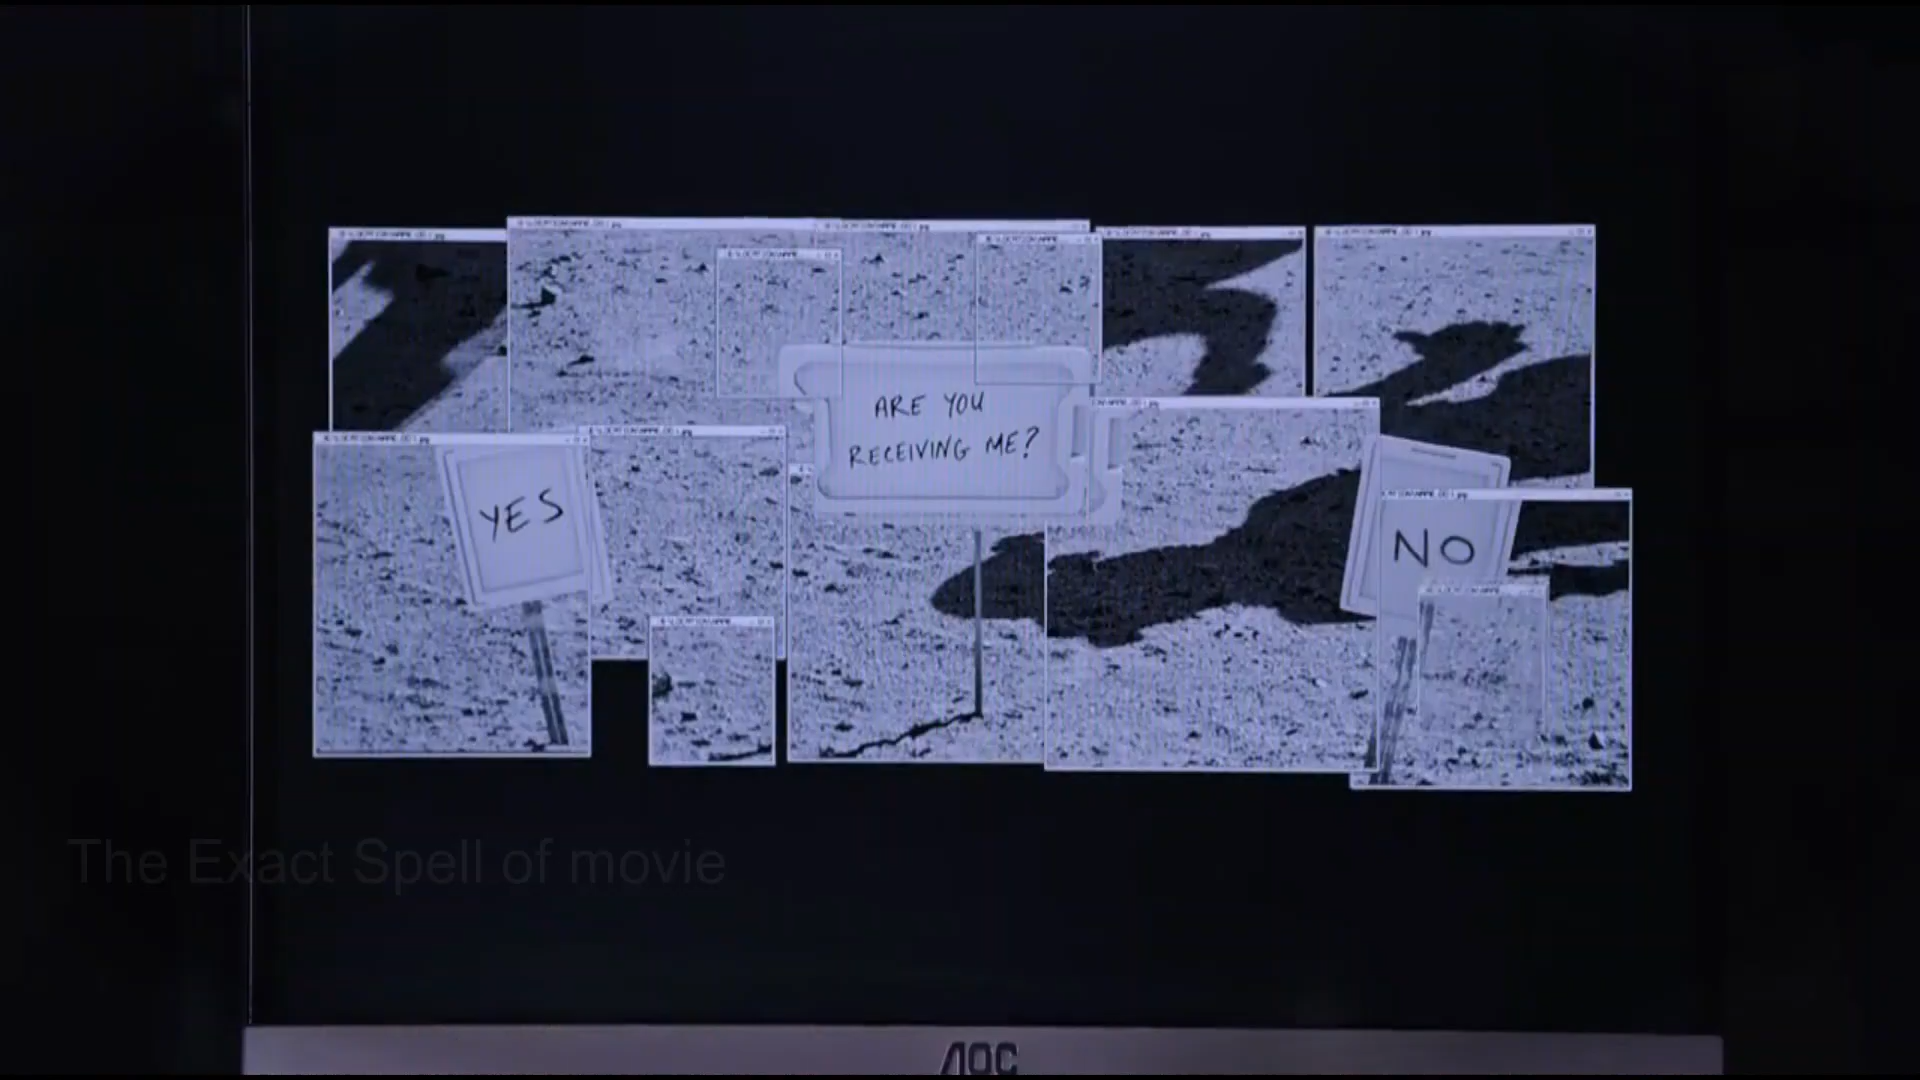 ARE YOU
RECEIVING ME?
YES
NO
The Exact Spell of movie
AOC